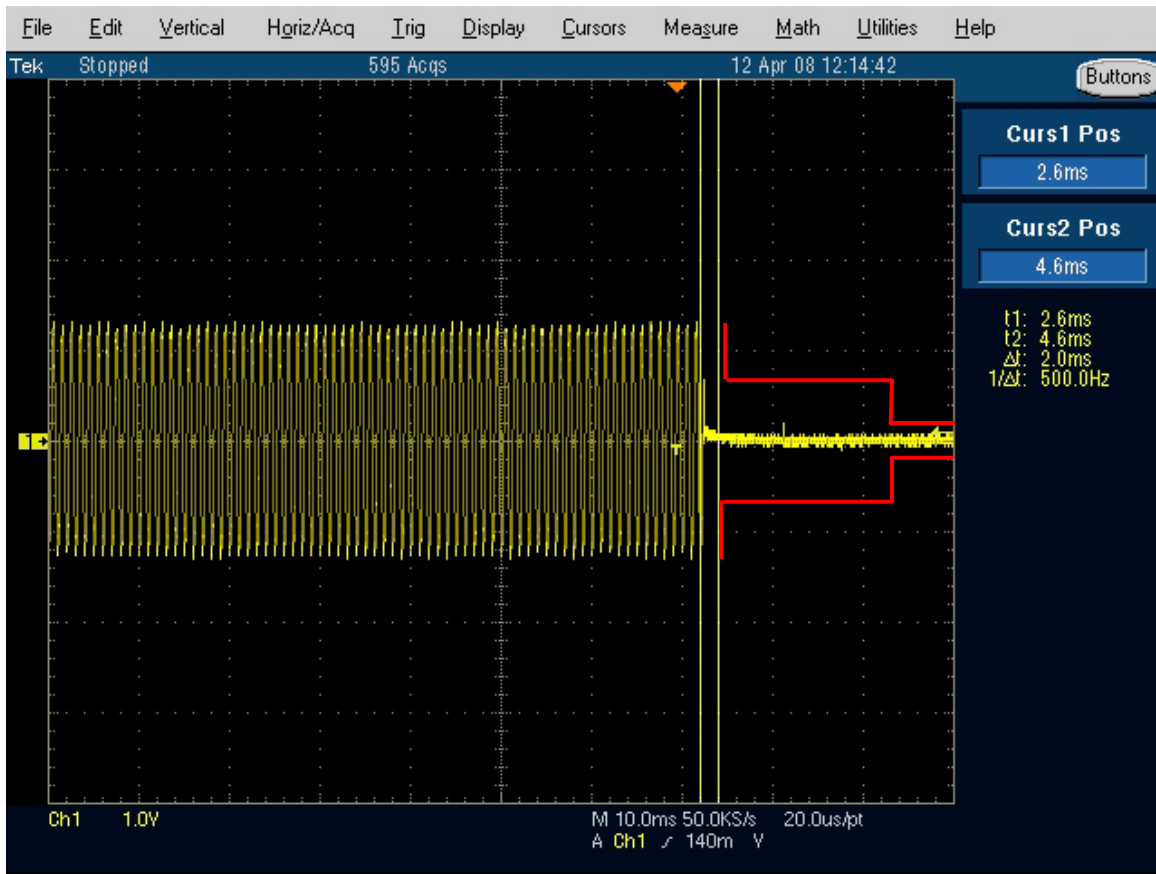 File Edit Vertical Horiz/Acq Trig Display Cursors Measure Math Utilities Help
Tek Stopped 595 Acqs 12 Apr 08 12:14:42
Buttons
Curs1 Pos
2.6ms
Curs2 Pos
4.6ms
t1: 2.6ms
t2: 4.6ms
Δt: 2.0ms
1/Δt: 500.0Hz
1
T
Ch1 1.0V M 10.0ms 50.0KS/s 20.0us/pt
A Ch1 140m V